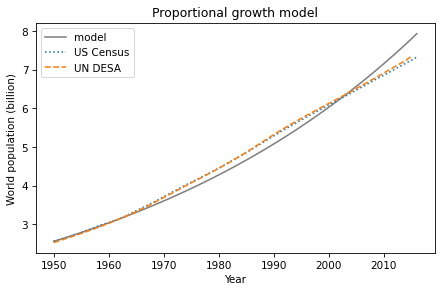 Proportional growth model
model
US Census
UN DESA
World population (billion)
8
7
6
5
4
3
1950 1960 1970 1980 1990 2000 2010
Year